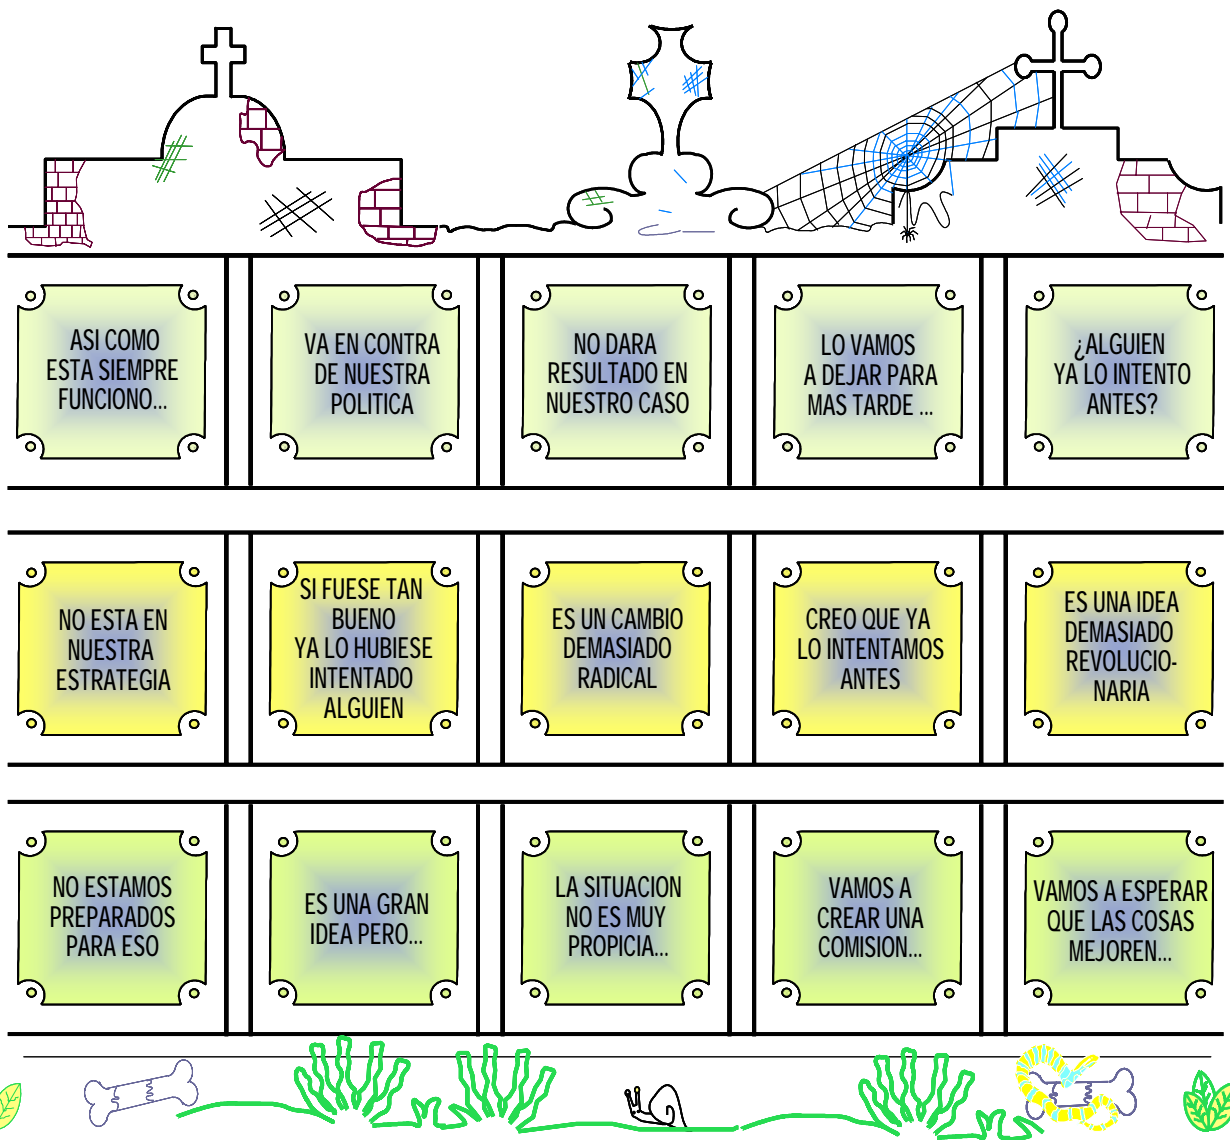 ASI COMO
ESTA SIEMPRE
FUNCIONO...
VA EN CONTRA
DE NUESTRA
POLITICA
NO DARA
RESULTADO EN
NUESTRO CASO
LO VAMOS
A DEJAR PARA
MAS TARDE ...
¿ALGUIEN
YA LO INTENTO
ANTES?
NO ESTA EN
NUESTRA
ESTRATEGIA
SI FUESE TAN
BUENO
YA LO HUBIESE
INTENTADO
ALGUIEN
ES UN CAMBIO
DEMASIADO
RADICAL
CREO QUE YA
LO INTENTAMOS
ANTES
ES UNA IDEA
DEMASIADO
REVOLUCIO-
NARIA
NO ESTAMOS
PREPARADOS
PARA ESO
ES UNA GRAN
IDEA PERO...
LA SITUACION
NO ES MUY
PROPICIA...
VAMOS A
CREAR UNA
COMISION...
VAMOS A ESPERAR
QUE LAS COSAS
MEJOREN...